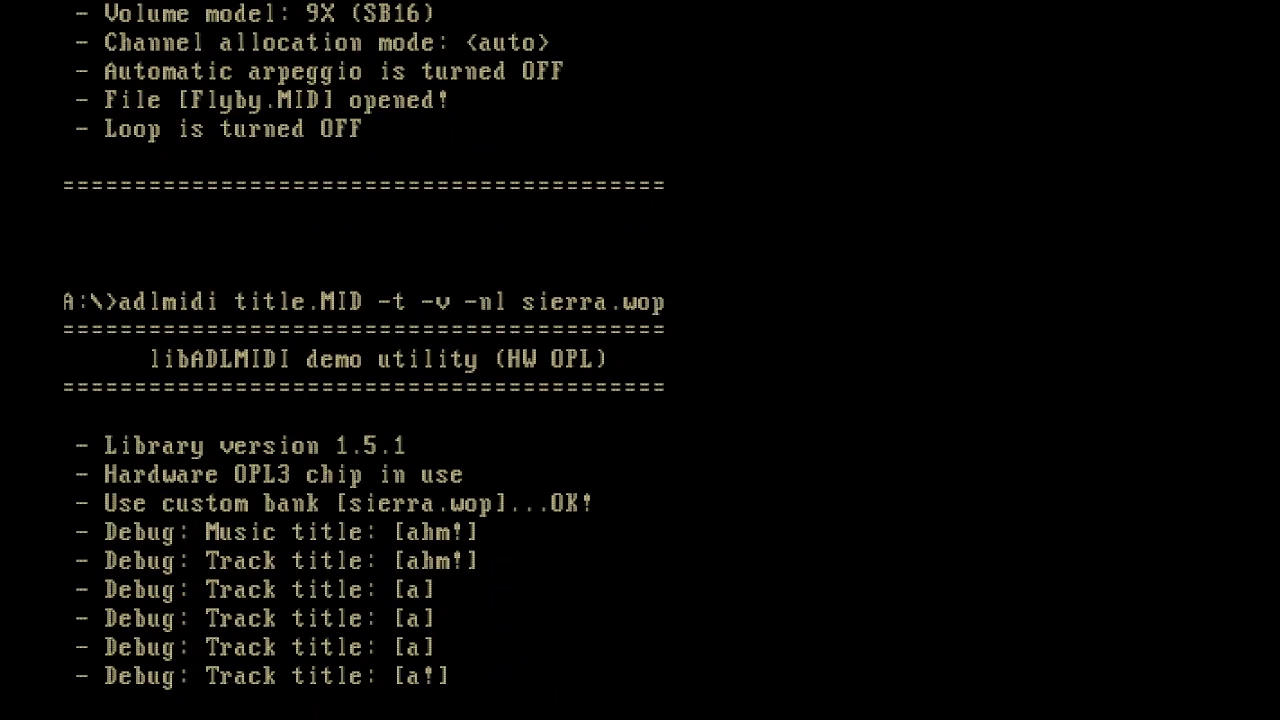 - Volume model: 9X (SB16)
- Channel allocation mode: <auto>
- Automatic arpeggio is turned OFF
- File [Flyby.MID] opened!
- Loop is turned OFF
==========================================
A:\>adlmidi title.MID -t -v -nl sierra.wop
==========================================
libADLMIDI demo utility (HW OPL)
==========================================
- Library version 1.5.1
- Hardware OPL3 chip in use
- Use custom bank [sierra.wop]...OK!
- Debug: Music title: [ahm!]
- Debug: Track title: [ahm!]
- Debug: Track title: [a]
- Debug: Track title: [a]
- Debug: Track title: [a]
- Debug: Track title: [a!]